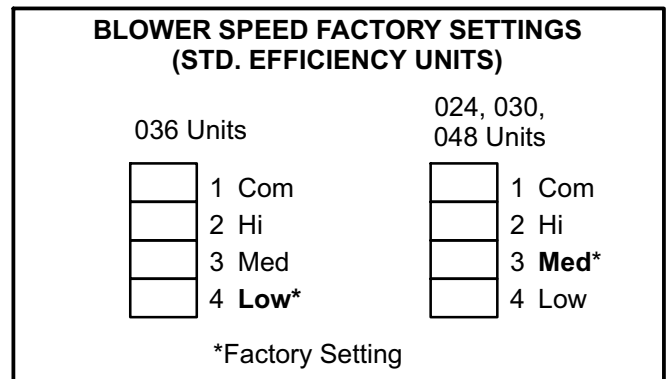 BLOWER SPEED FACTORY SETTINGS
(STD. EFFICIENCY UNITS)
036 Units
1 Com
2 Hi
3 Med
4 Low*
024, 030,
048 Units
1 Com
2 Hi
3 Med*
4 Low
*Factory Setting